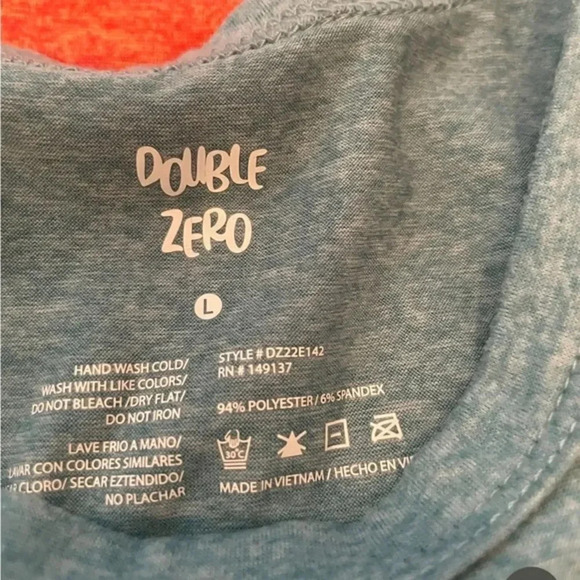 DOUBLE
ZERO
L
HAND WASH COLD/
WASH WITH LIKE COLORS/
DO NOT BLEACH /DRY FLAT/
DO NOT IRON
LAVE FRIO A MANO/
CON COLORES SIMILARES
CLORO/ SECAR EZTENDIDO/
NO PLACHAR
STYLE # DZ22E142
RN # 149137
94% POLYESTER/ 6% SPANDEX
30°C
MADE IN VIETNAM / HECHO EN